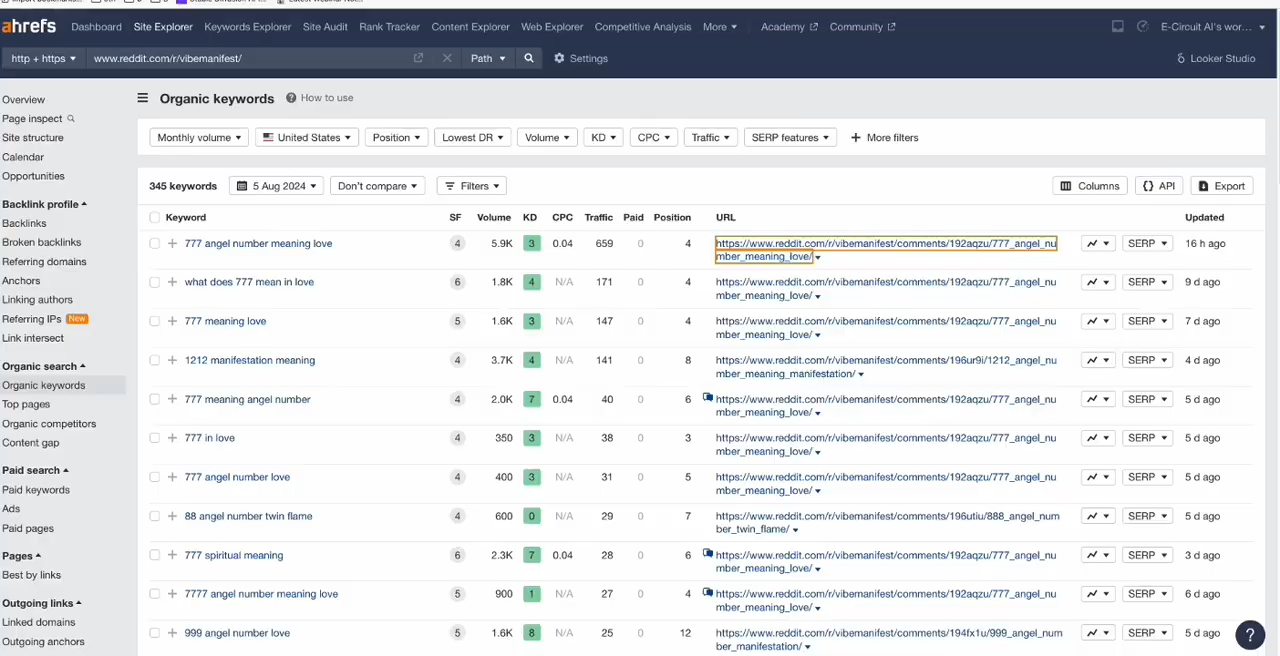 ahrefs Dashboard Site Explorer Keywords Explorer Site Audit Rank Tracker Content Explorer Web Explorer Competitive Analysis More Academy Community E-Circuit AI's wor...
http + https www.reddit.com/r/vibemanifest/ Path Settings Looker Studio
Overview
Page inspect
Site structure
Calendar
Opportunities
Backlink profile
Backlinks
Broken backlinks
Referring domains
Anchors
Linking authors
Referring IPs New
Link intersect
Organic search
Organic keywords
Top pages
Organic competitors
Content gap
Paid search
Paid keywords
Ads
Paid pages
Pages
Best by links
Outgoing links
Linked domains
Outgoing anchors
Organic keywords ? How to use
Monthly volume United States Position Lowest DR Volume KD CPC Traffic SERP features + More filters
345 keywords 5 Aug 2024 Don't compare Filters Columns {} API Export
Keyword SF Volume KD CPC Traffic Paid Position URL Updated
+ 777 angel number meaning love 4 5.9K 3 0.04 659 0 4 https://www.reddit.com/r/vibemanifest/comments/192aqzu/777_angel_nu SERP 16 h ago
mber_meaning_love/
+ what does 777 mean in love 6 1.8K 4 N/A 171 0 4 https://www.reddit.com/r/vibemanifest/comments/192aqzu/777_angel_nu SERP 9 d ago
mber_meaning_love/
+ 777 meaning love 5 1.6K 3 N/A 147 0 4 https://www.reddit.com/r/vibemanifest/comments/192aqzu/777_angel_nu SERP 7 d ago
mber_meaning_love/
+ 1212 manifestation meaning 4 3.7K 4 N/A 141 0 8 https://www.reddit.com/r/vibemanifest/comments/196ur9i/1212_angel_nu SERP 4 d ago
mber_meaning_manifestation/
+ 777 meaning angel number 4 2.0K 7 0.04 40 0 6 https://www.reddit.com/r/vibemanifest/comments/192aqzu/777_angel_nu SERP 5 d ago
mber_meaning_love/
+ 777 in love 4 350 3 N/A 38 0 3 https://www.reddit.com/r/vibemanifest/comments/192aqzu/777_angel_nu SERP 5 d ago
mber_meaning_love/
+ 777 angel number love 4 400 3 N/A 31 0 5 https://www.reddit.com/r/vibemanifest/comments/192aqzu/777_angel_nu SERP 5 d ago
mber_meaning_love/
+ 88 angel number twin flame 4 600 0 N/A 29 0 7 https://www.reddit.com/r/vibemanifest/comments/196utiu/888_angel_num SERP 5 d ago
ber_twin_flame/
+ 777 spiritual meaning 6 2.3K 7 0.04 28 0 6 https://www.reddit.com/r/vibemanifest/comments/192aqzu/777_angel_nu SERP 3 d ago
mber_meaning_love/
+ 7777 angel number meaning love 5 900 1 N/A 27 0 4 https://www.reddit.com/r/vibemanifest/comments/192aqzu/777_angel_nu SERP 6 d ago
mber_meaning_love/
+ 999 angel number love 5 1.6K 8 N/A 25 0 12 https://www.reddit.com/r/vibemanifest/comments/194fx1u/999_angel_num SERP 5 d ago
ber_manifestation/
?